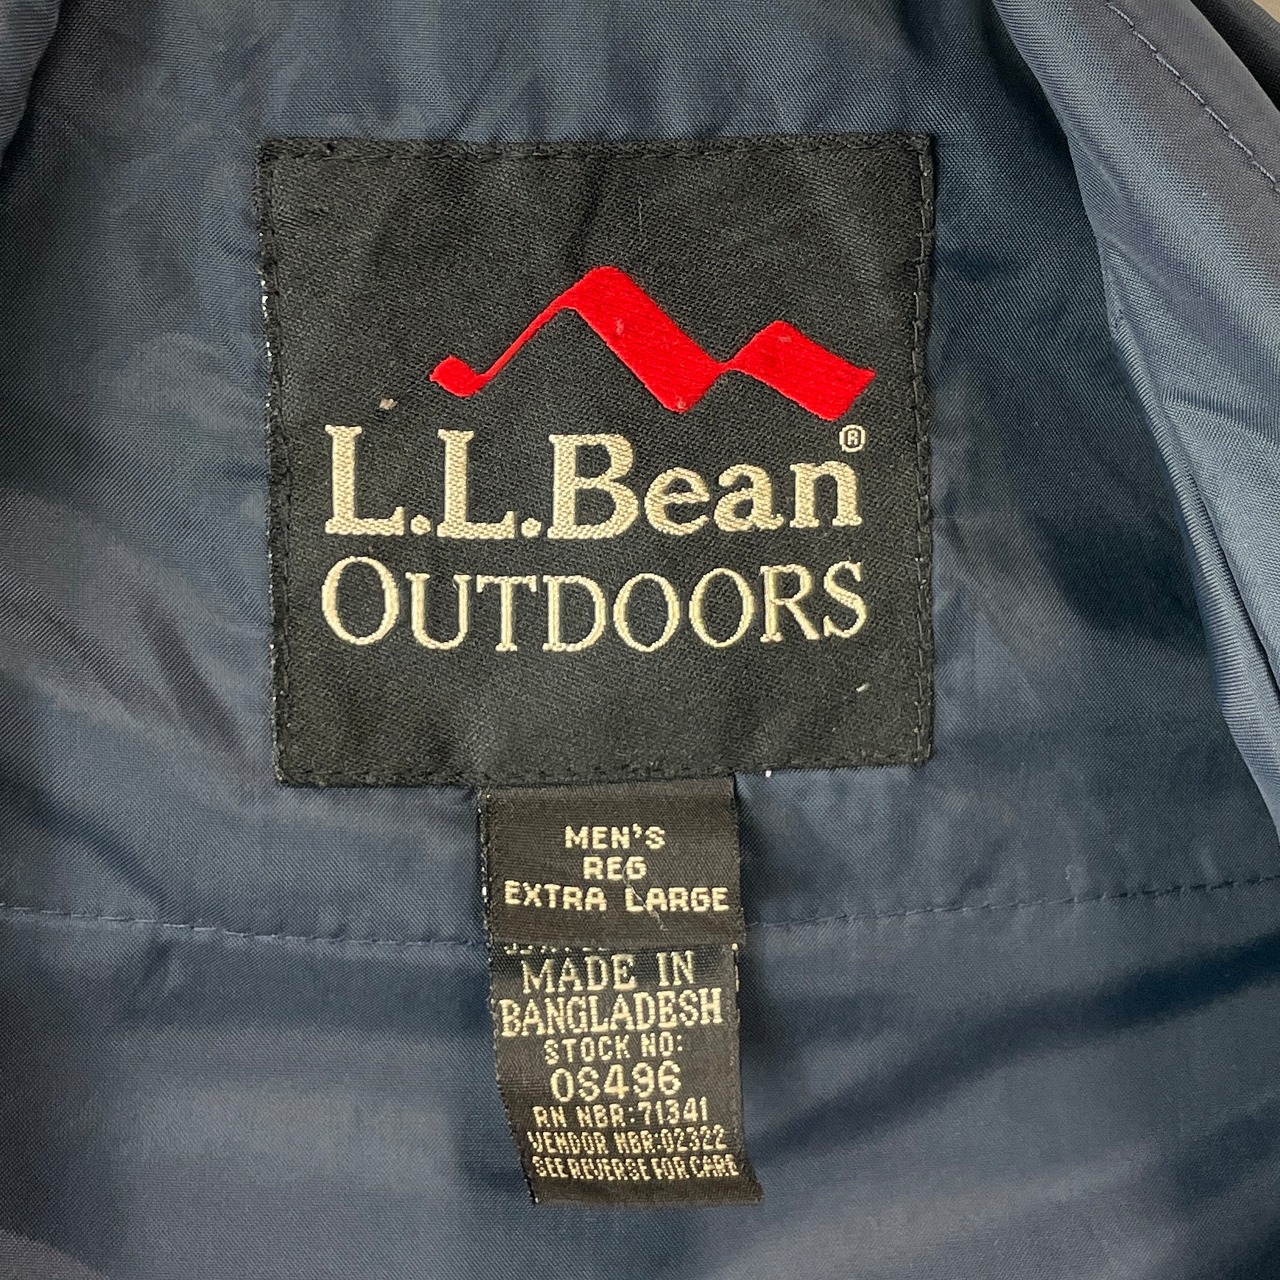 L.L.Bean®
OUTDOORS
MEN'S
REG
EXTRA LARGE
MADE IN
BANGLADESH
STOCK NO:
0S496
RN NBR:71341
VENDOR NBR:02322
SEE REVERSE FOR CARE